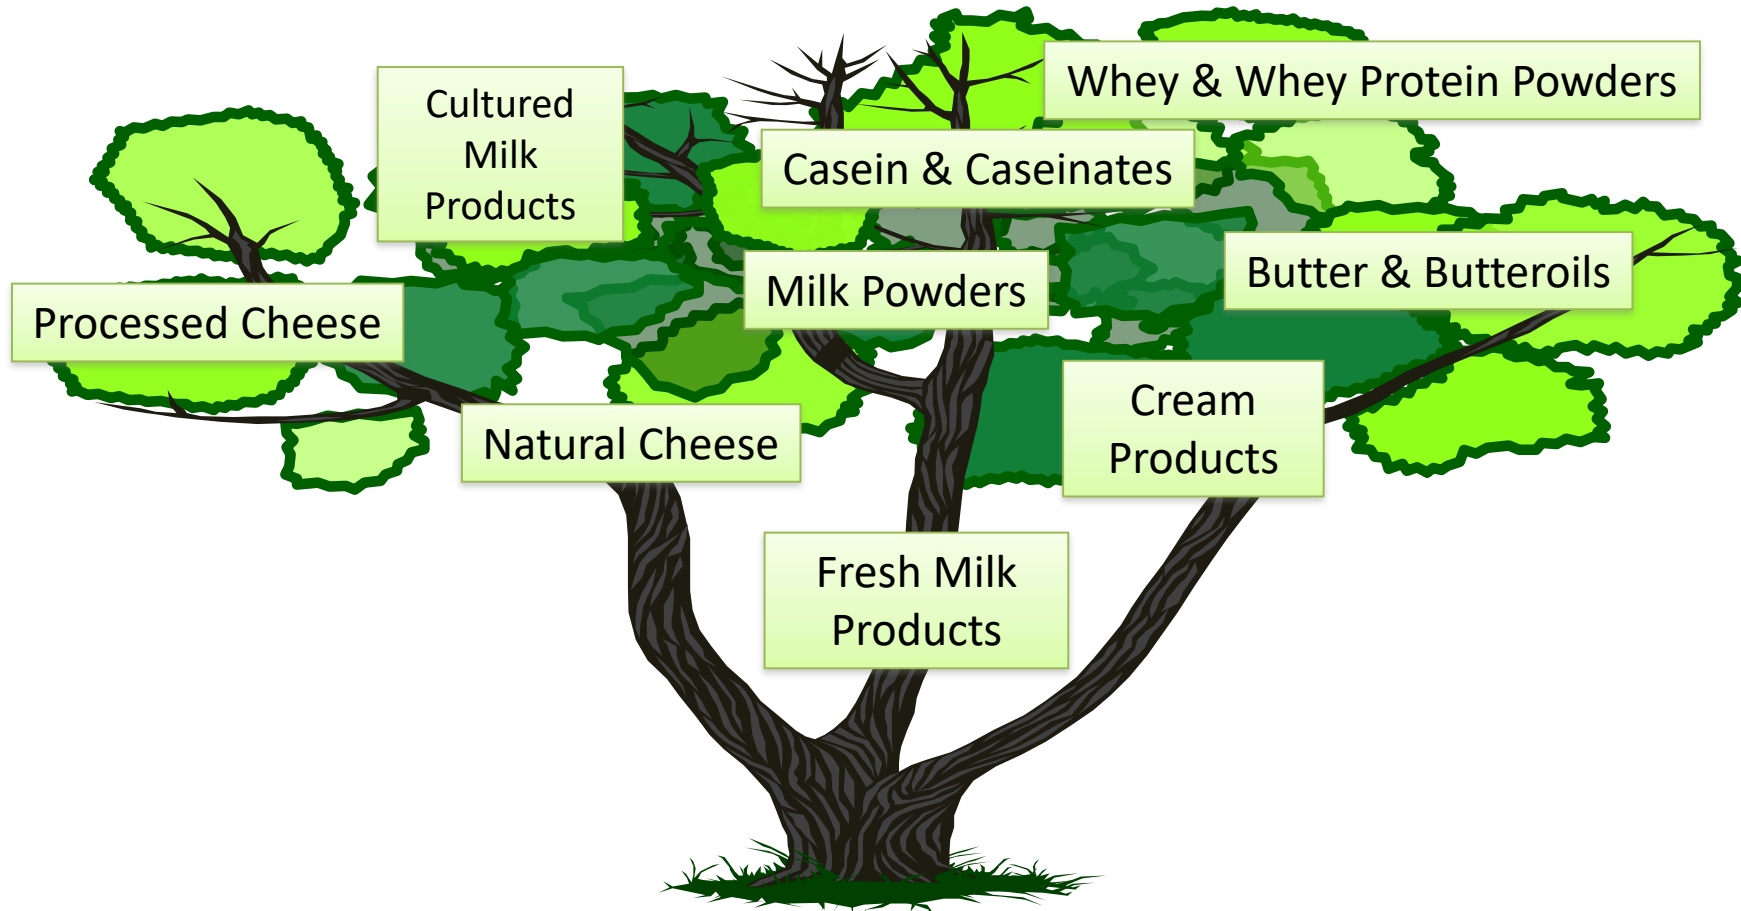 Whey & Whey Protein Powders
Cultured
Milk
Products
Casein & Caseinates
Butter & Butteroils
Milk Powders
Processed Cheese
Cream
Products
Natural Cheese
Fresh Milk
Products